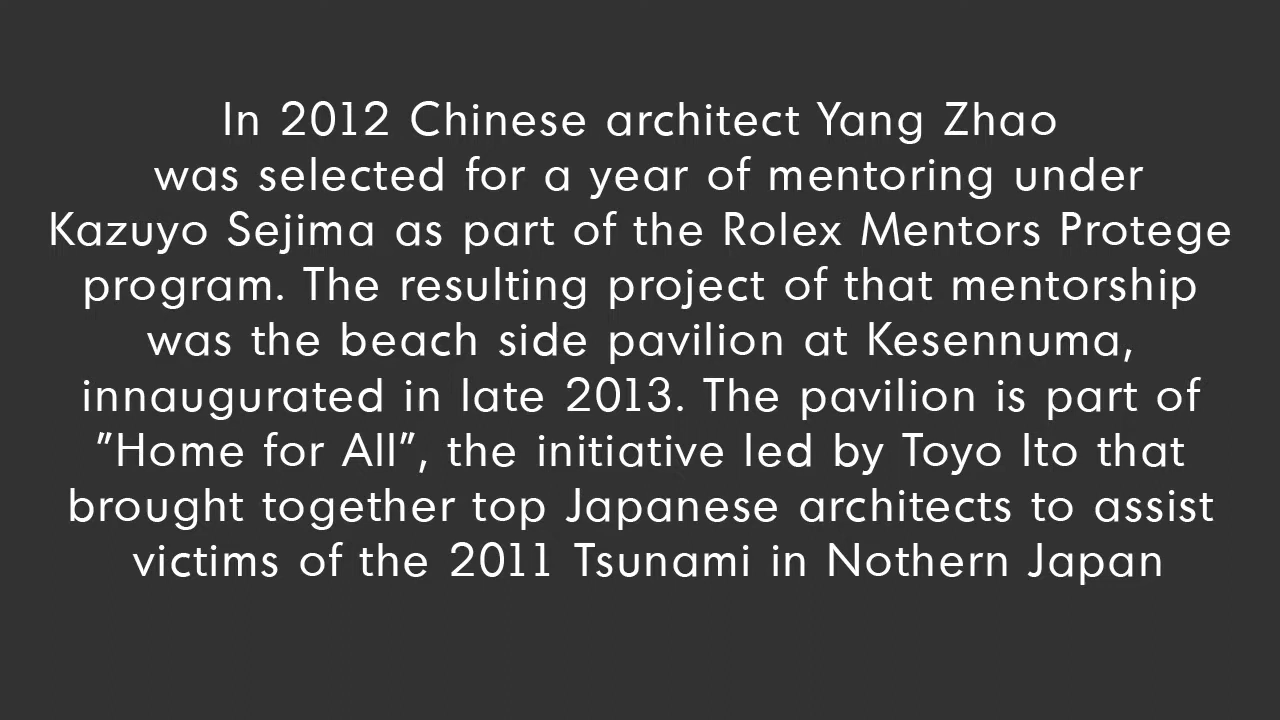 In 2012 Chinese architect Yang Zhao
was selected for a year of mentoring under
Kazuyo Sejima as part of the Rolex Mentors Protege
program. The resulting project of that mentorship
was the beach side pavilion at Kesennuma,
innaugurated in late 2013. The pavilion is part of
"Home for All", the initiative led by Toyo Ito that
brought together top Japanese architects to assist
victims of the 2011 Tsunami in Nothern Japan